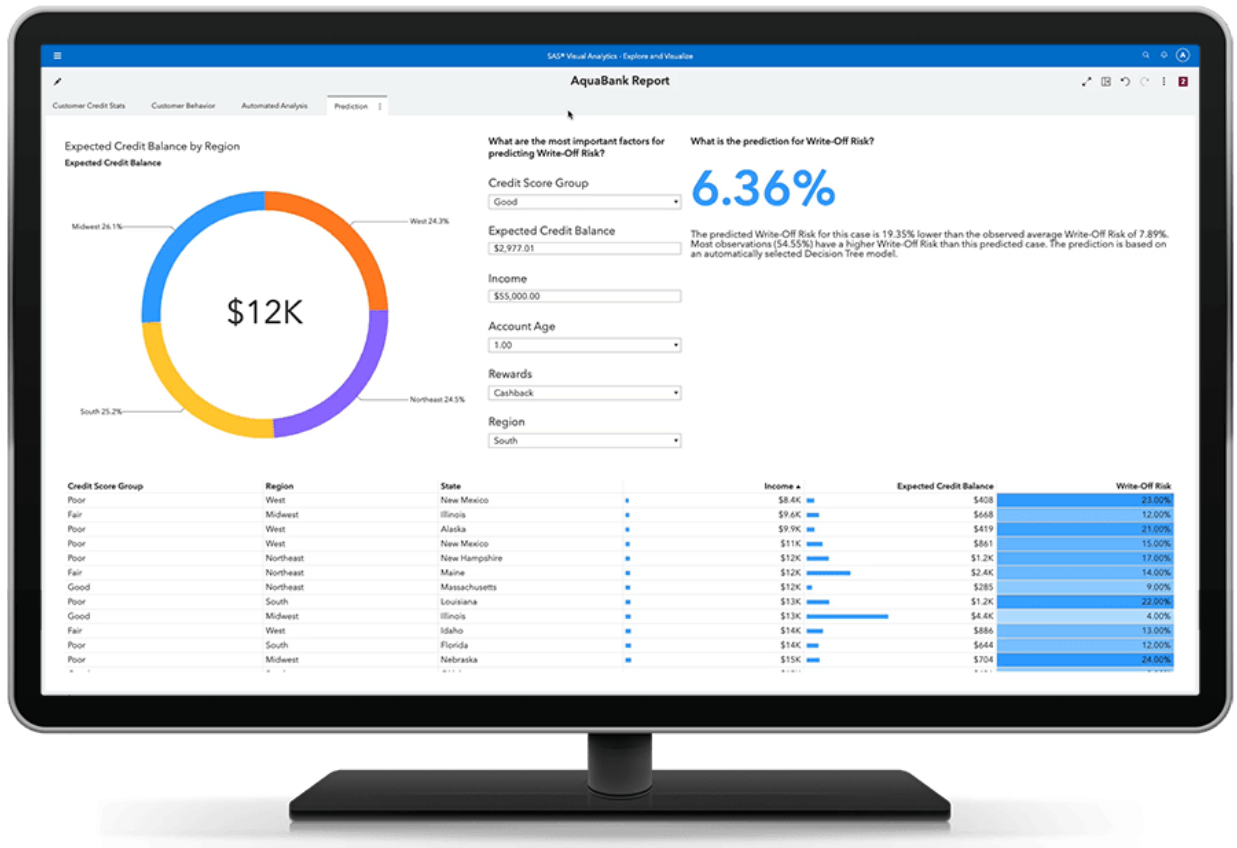 SAS® Visual Analytics - Explore and Visualize
A
AquaBank Report
2
Customer Credit Stats
Customer Behavior
Automated Analysis
Prediction
Expected Credit Balance by Region
Expected Credit Balance
Midwest 26.1%
West 24.3%
$12K
South 25.2%
Northeast 24.5%
What are the most important factors for
predicting Write-Off Risk?
Credit Score Group
Good
Expected Credit Balance
$2,977.01
Income
$55,000.00
Account Age
1.00
Rewards
Cashback
Region
South
What is the prediction for Write-Off Risk?
6.36%
The predicted Write-Off Risk for this case is 19.35% lower than the observed average Write-Off Risk of 7.89%.
Most observations (54.55%) have a higher Write-Off Risk than this predicted case. The prediction is based on
an automatically selected Decision Tree model.
Credit Score Group Region State Income Expected Credit Balance Write-Off Risk
Poor West New Mexico $8.4K $408 23.00%
Fair Midwest Illinois $9.6K $668 12.00%
Poor West Alaska $9.9K $419 21.00%
Poor West New Mexico $11K $861 15.00%
Poor Northeast New Hampshire $12K $1.2K 17.00%
Fair Northeast Maine $12K $2.4K 14.00%
Good Northeast Massachusetts $12K $285 9.00%
Poor South Louisiana $13K $1.2K 22.00%
Good Midwest Illinois $13K $4.4K 4.00%
Fair West Idaho $14K $886 13.00%
Poor South Florida $14K $644 12.00%
Poor Midwest Nebraska $15K $704 24.00%